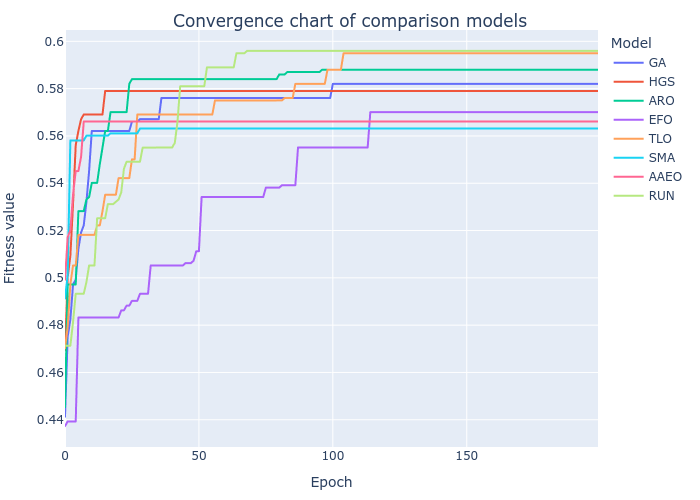 Convergence chart of comparison models
Fitness value
0.6
0.58
0.56
0.54
0.52
0.5
0.48
0.46
0.44
0
50
100
150
Epoch
Model
GA
HGS
ARO
EFO
TLO
SMA
AAEO
RUN